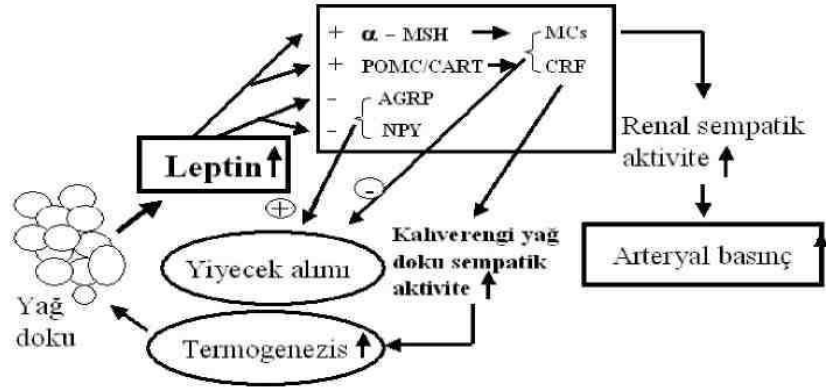 + α - MSH
MCs
+ POMC/CART
CRF
- AGRP
- NPY
Leptin
+
-
Renal sempatik
aktivite
Kahverengi yağ
doku sempatik
aktivite
Arteryal basınç
Yiyecek alımı
Yağ
doku
Termogenezis